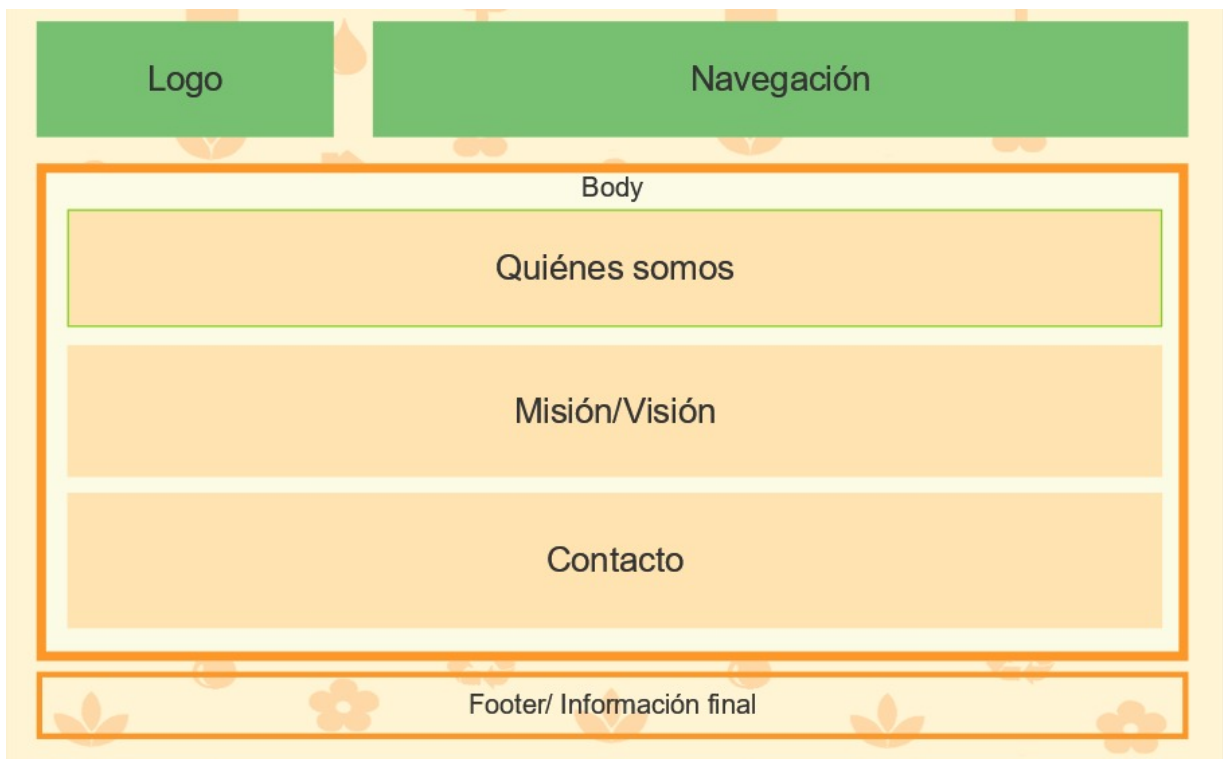 Logo
Navegación
Body
Quiénes somos
Misión/Visión
Contacto
Footer/ Información final